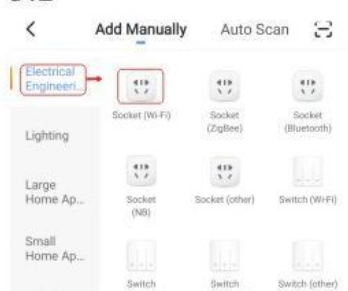 Add Manually
Auto Scan
Electrical
Engineeri...
Lighting
Large
Home Ap...
Small
Home Ap...
Socket (Wi-Fi)
Socket
(ZigBee)
Socket
(Bluetooth)
Socket
(NB)
Socket (other)
Switch (Wi-Fi)
Switch
Switch
Switch (other)